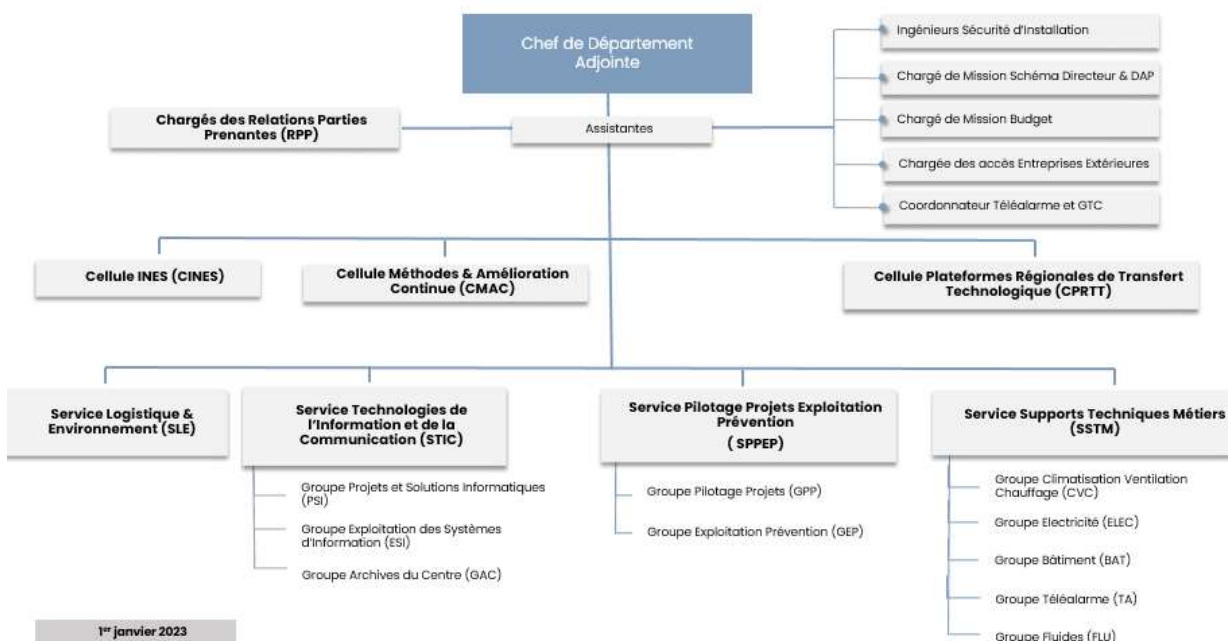 Chef de Département
Adjointe
Ingénieurs Sécurité d'Installation
Chargé de Mission Schéma Directeur & DAP
Chargés des Relations Parties
Prenantes (RPP)
Assistantes
Chargé de Mission Budget
Chargée des accès Entreprises Extérieures
Coordonnateur Téléalarme et GTC
Cellule INES (CINES)
Cellule Méthodes & Amélioration
Continue (CMAC)
Cellule Plateformes Régionales de Transfert
Technologique (CPRTT)
Service Logistique &
Environnement (SLE)
Service Technologies de
l'Information et de la
Communication (STIC)
Groupe Projets et Solutions Informatiques
(PSI)
Groupe Exploitation des Systèmes
d'Information (ESI)
Groupe Archives du Centre (GAC)
Service Pilotage Projets Exploitation
Prévention
( SPPEP)
Groupe Pilotage Projets (GPP)
Groupe Exploitation Prévention (GEP)
Service Supports Techniques Métiers
(SSTM)
Groupe Climatisation Ventilation
Chauffage (CVC)
Groupe Electricité (ELEC)
Groupe Bâtiment (BAT)
Groupe Téléalarme (TA)
Groupe Fluides (FLU)
1er janvier 2023